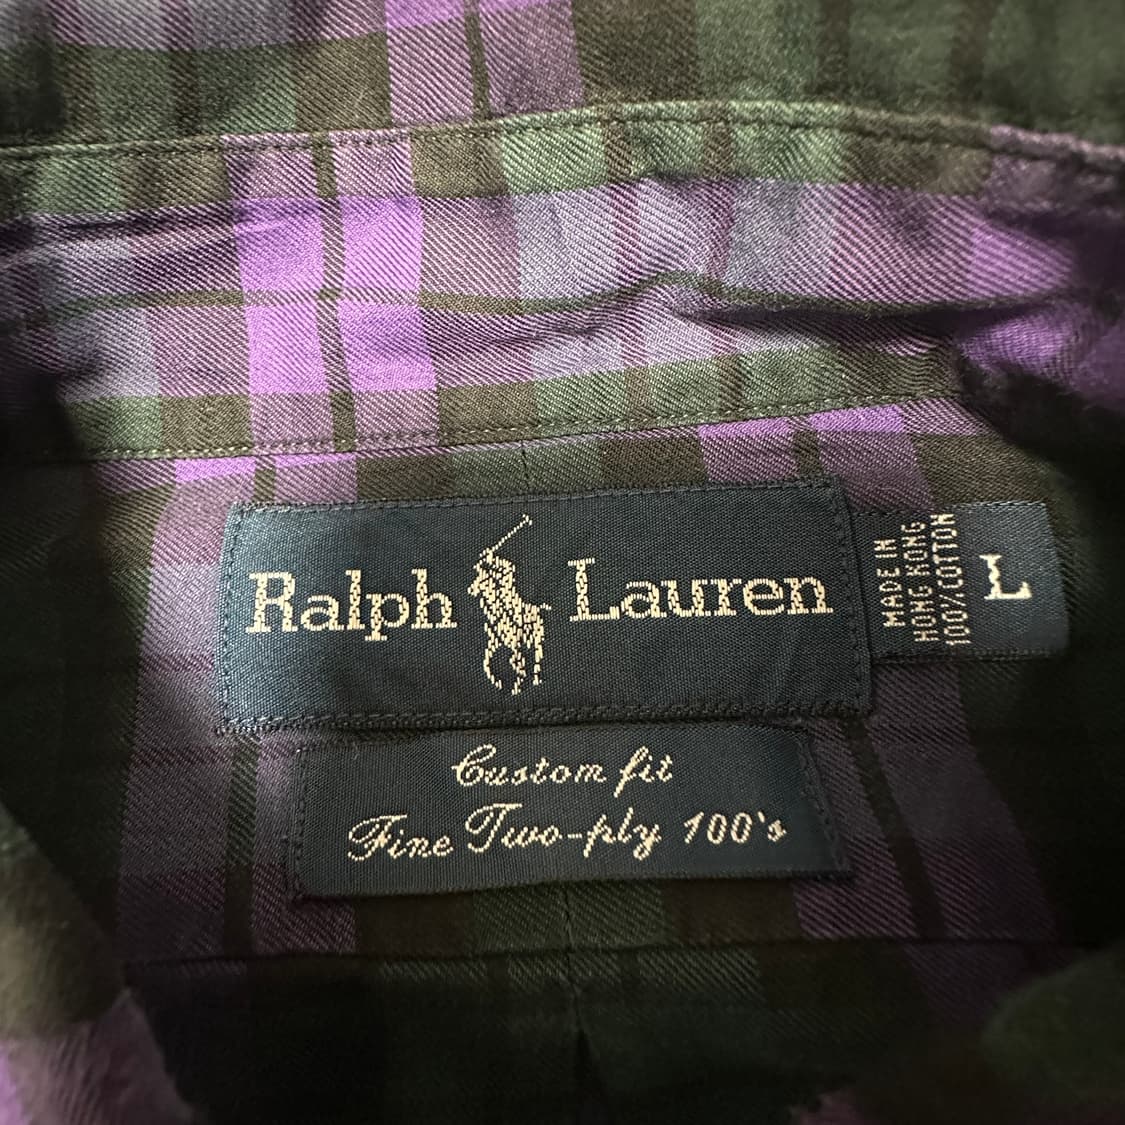 Ralph Lauren
MADE IN
HONG KONG
100% COTTON
L
Custom fit
Fine Two-ply 100's